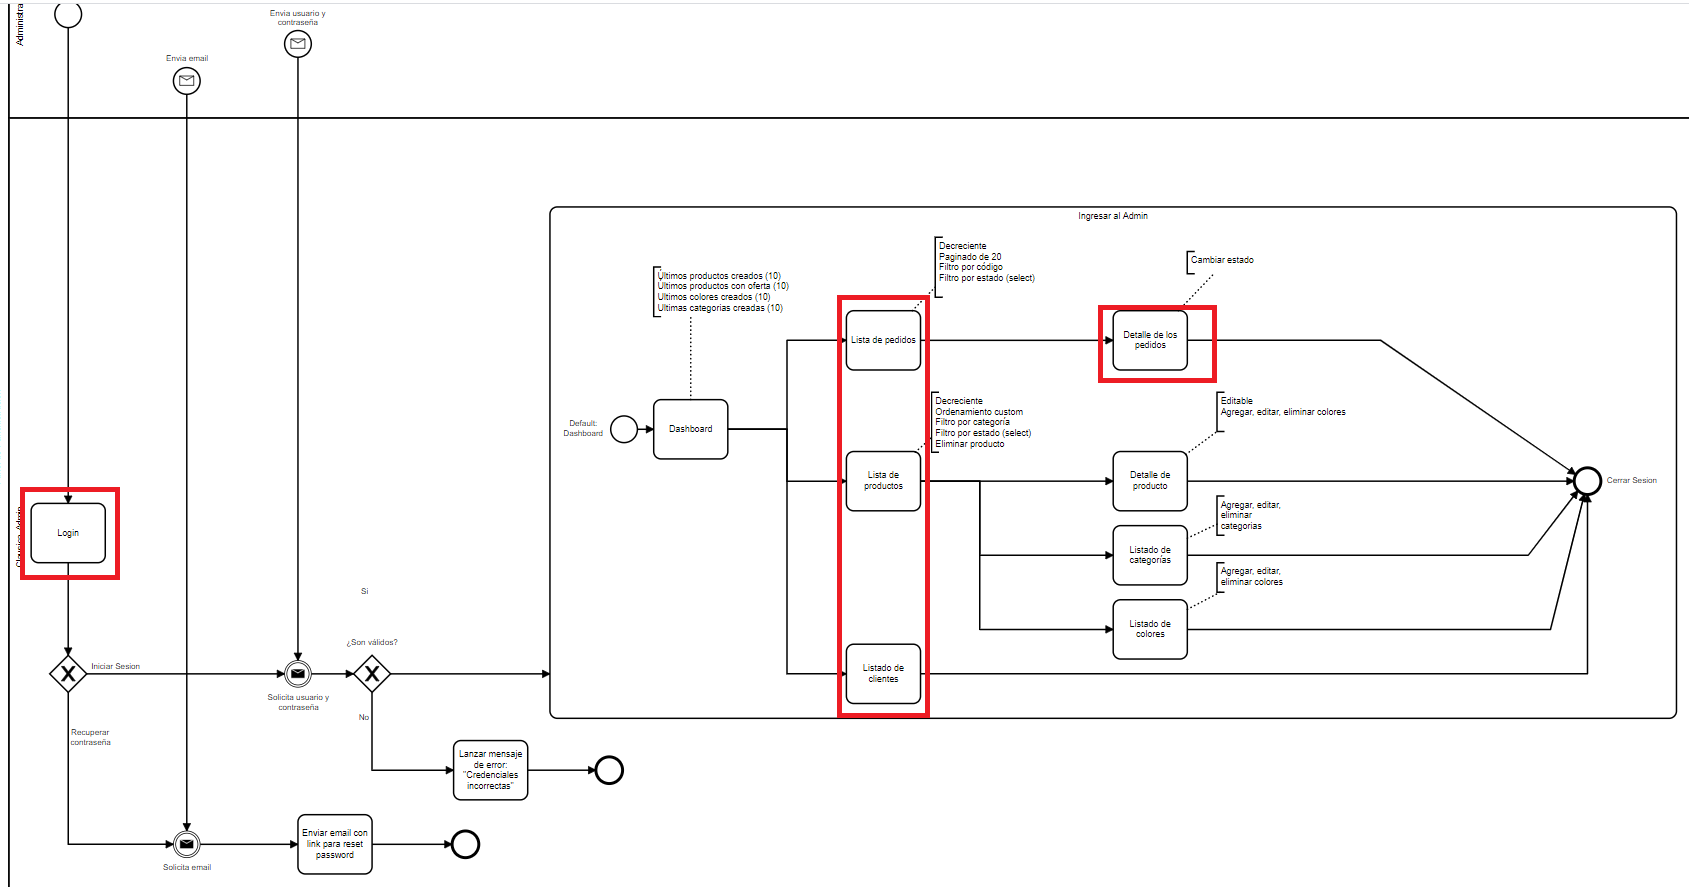 Administra
Envia usuario y
contraseña
Envia email
Ingresar al Admin
Decreciente
Paginado de 20
Filtro por código
Filtro por estado (select)
Cambiar estado
Últimos productos creados (10)
Ultimos productos con oferta (10)
Ultimos colores creados (10)
Ultimas categorias creadas (10)
Lista de pedidos
Detalle de los
pedidos
Default:
Dashboard
Dashboard
Decreciente
Ordenamiento custom
Filtro por categoría
Filtro por estado (select)
Eliminar producto
Editable
Agregar, editar, eliminar colores
Lista de
productos
Detalle de
producto
Cerrar Sesion
Agregar, editar,
eliminar
categorias
Login
Listado de
categorías
Agregar, editar,
eliminar colores
Si
Listado de
colores
¿Son válidos?
Iniciar Sesion
Listado de
clientes
Solicita usuario y
contraseña
No
Recuperar
contraseña
Lanzar mensaje
de error:
"Credenciales
incorrectas"
Enviar email con
link para reset
password
Solicita email